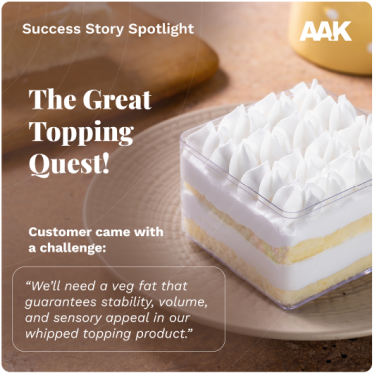 Success Story Spotlight
AAK
The Great
Topping
Quest!
Customer came with
a challenge:
“We’ll need a veg fat that
guarantees stability, volume,
and sensory appeal in our
whipped topping product.”